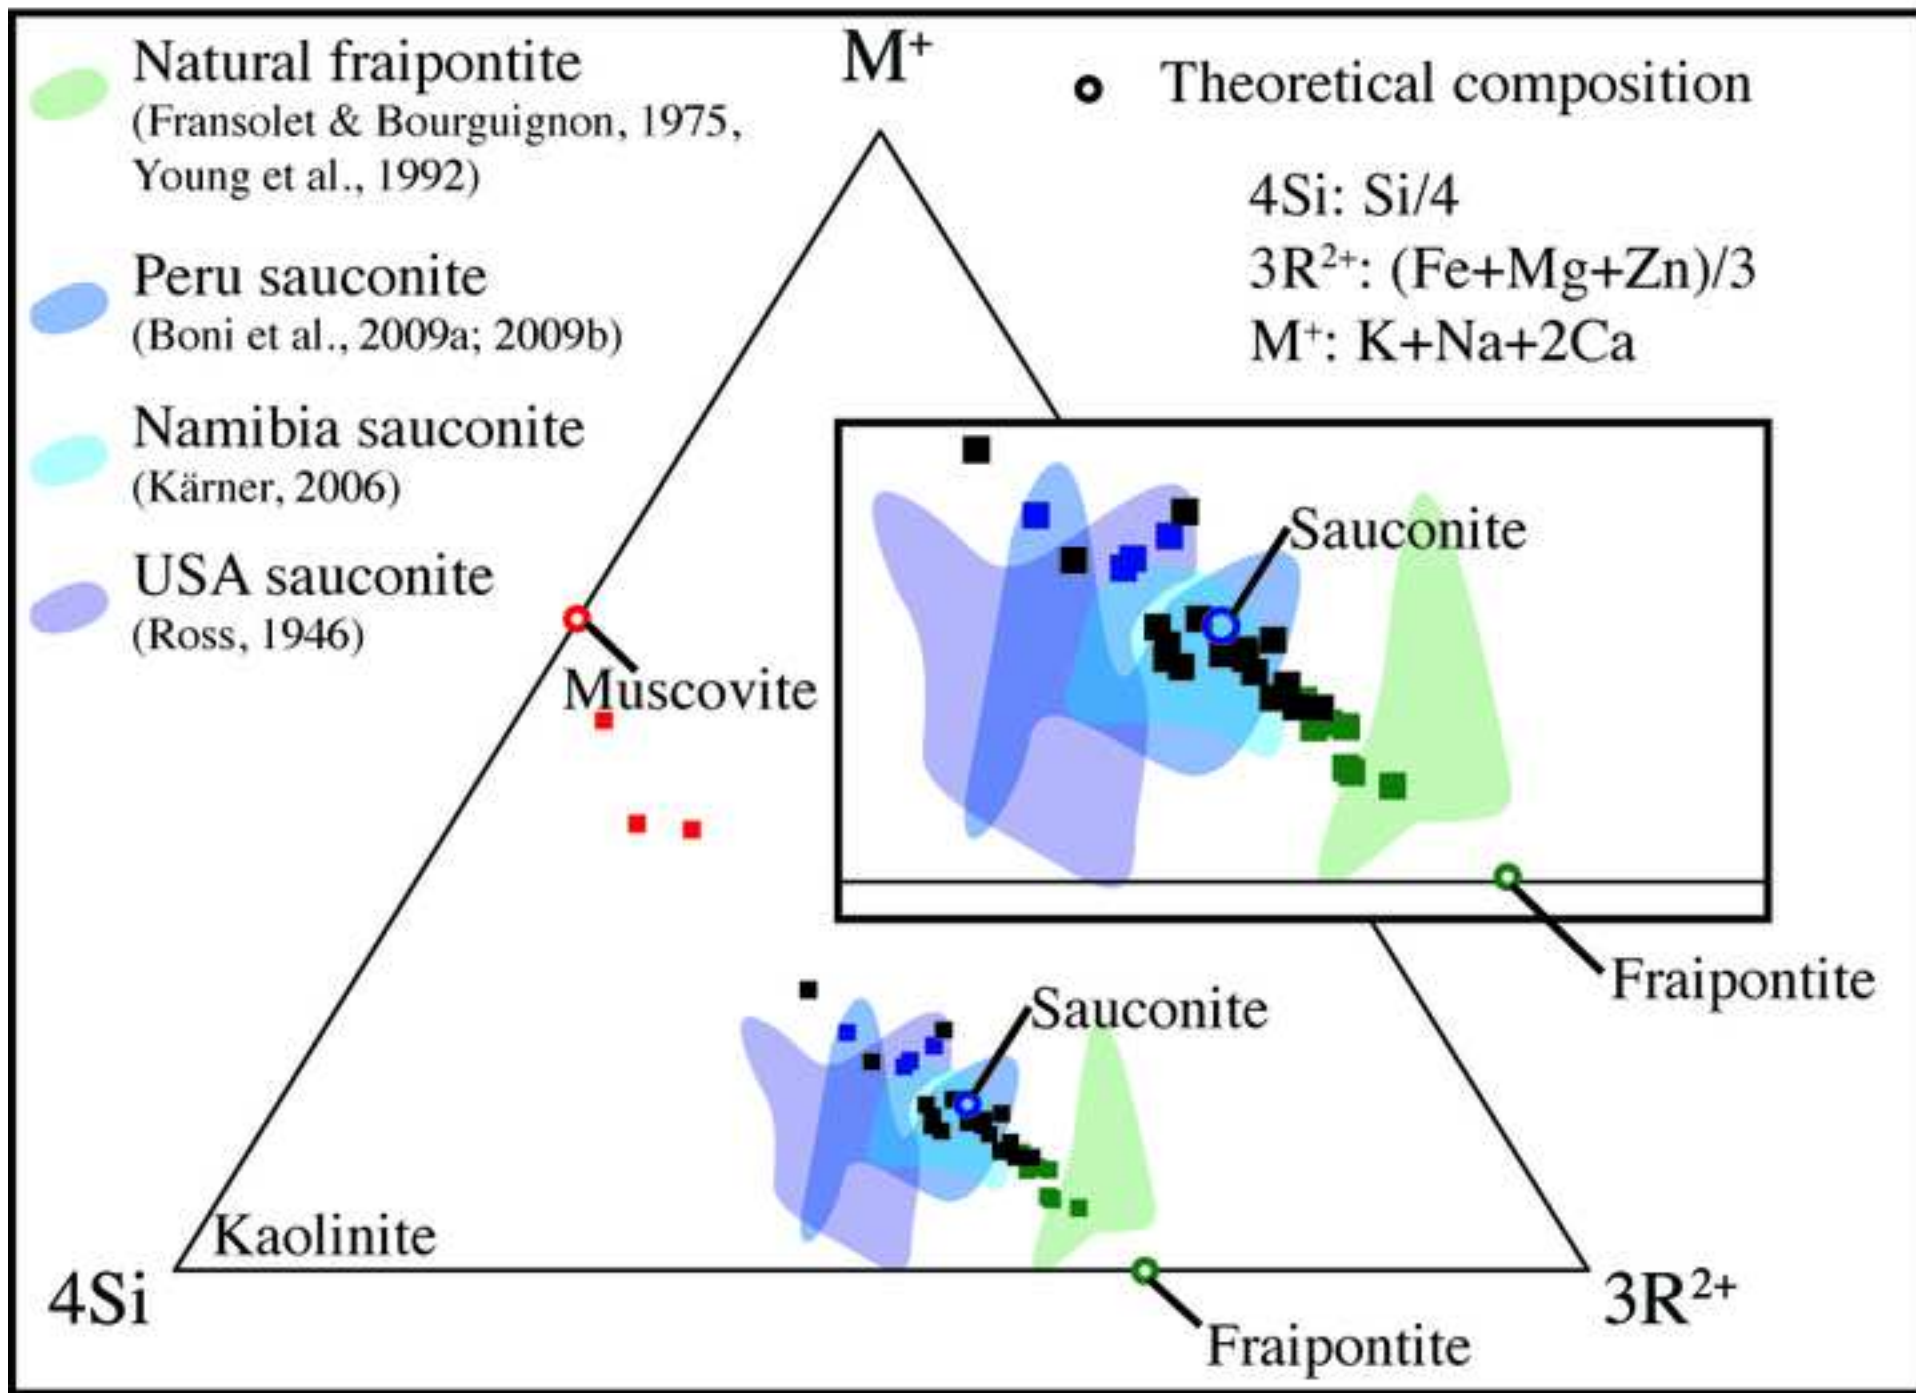 Natural fraipontite
(Fransolet & Bourguignon, 1975,
Young et al., 1992)
Peru sauconite
(Boni et al., 2009a; 2009b)
Namibia sauconite
(Kärner, 2006)
USA sauconite
(Ross, 1946)
M⁺
Theoretical composition
4Si: Si/4
3R²⁺: (Fe+Mg+Zn)/3
M⁺: K+Na+2Ca
Sauconite
Muscovite
Fraipontite
Sauconite
Kaolinite
4Si
3R²⁺
Fraipontite